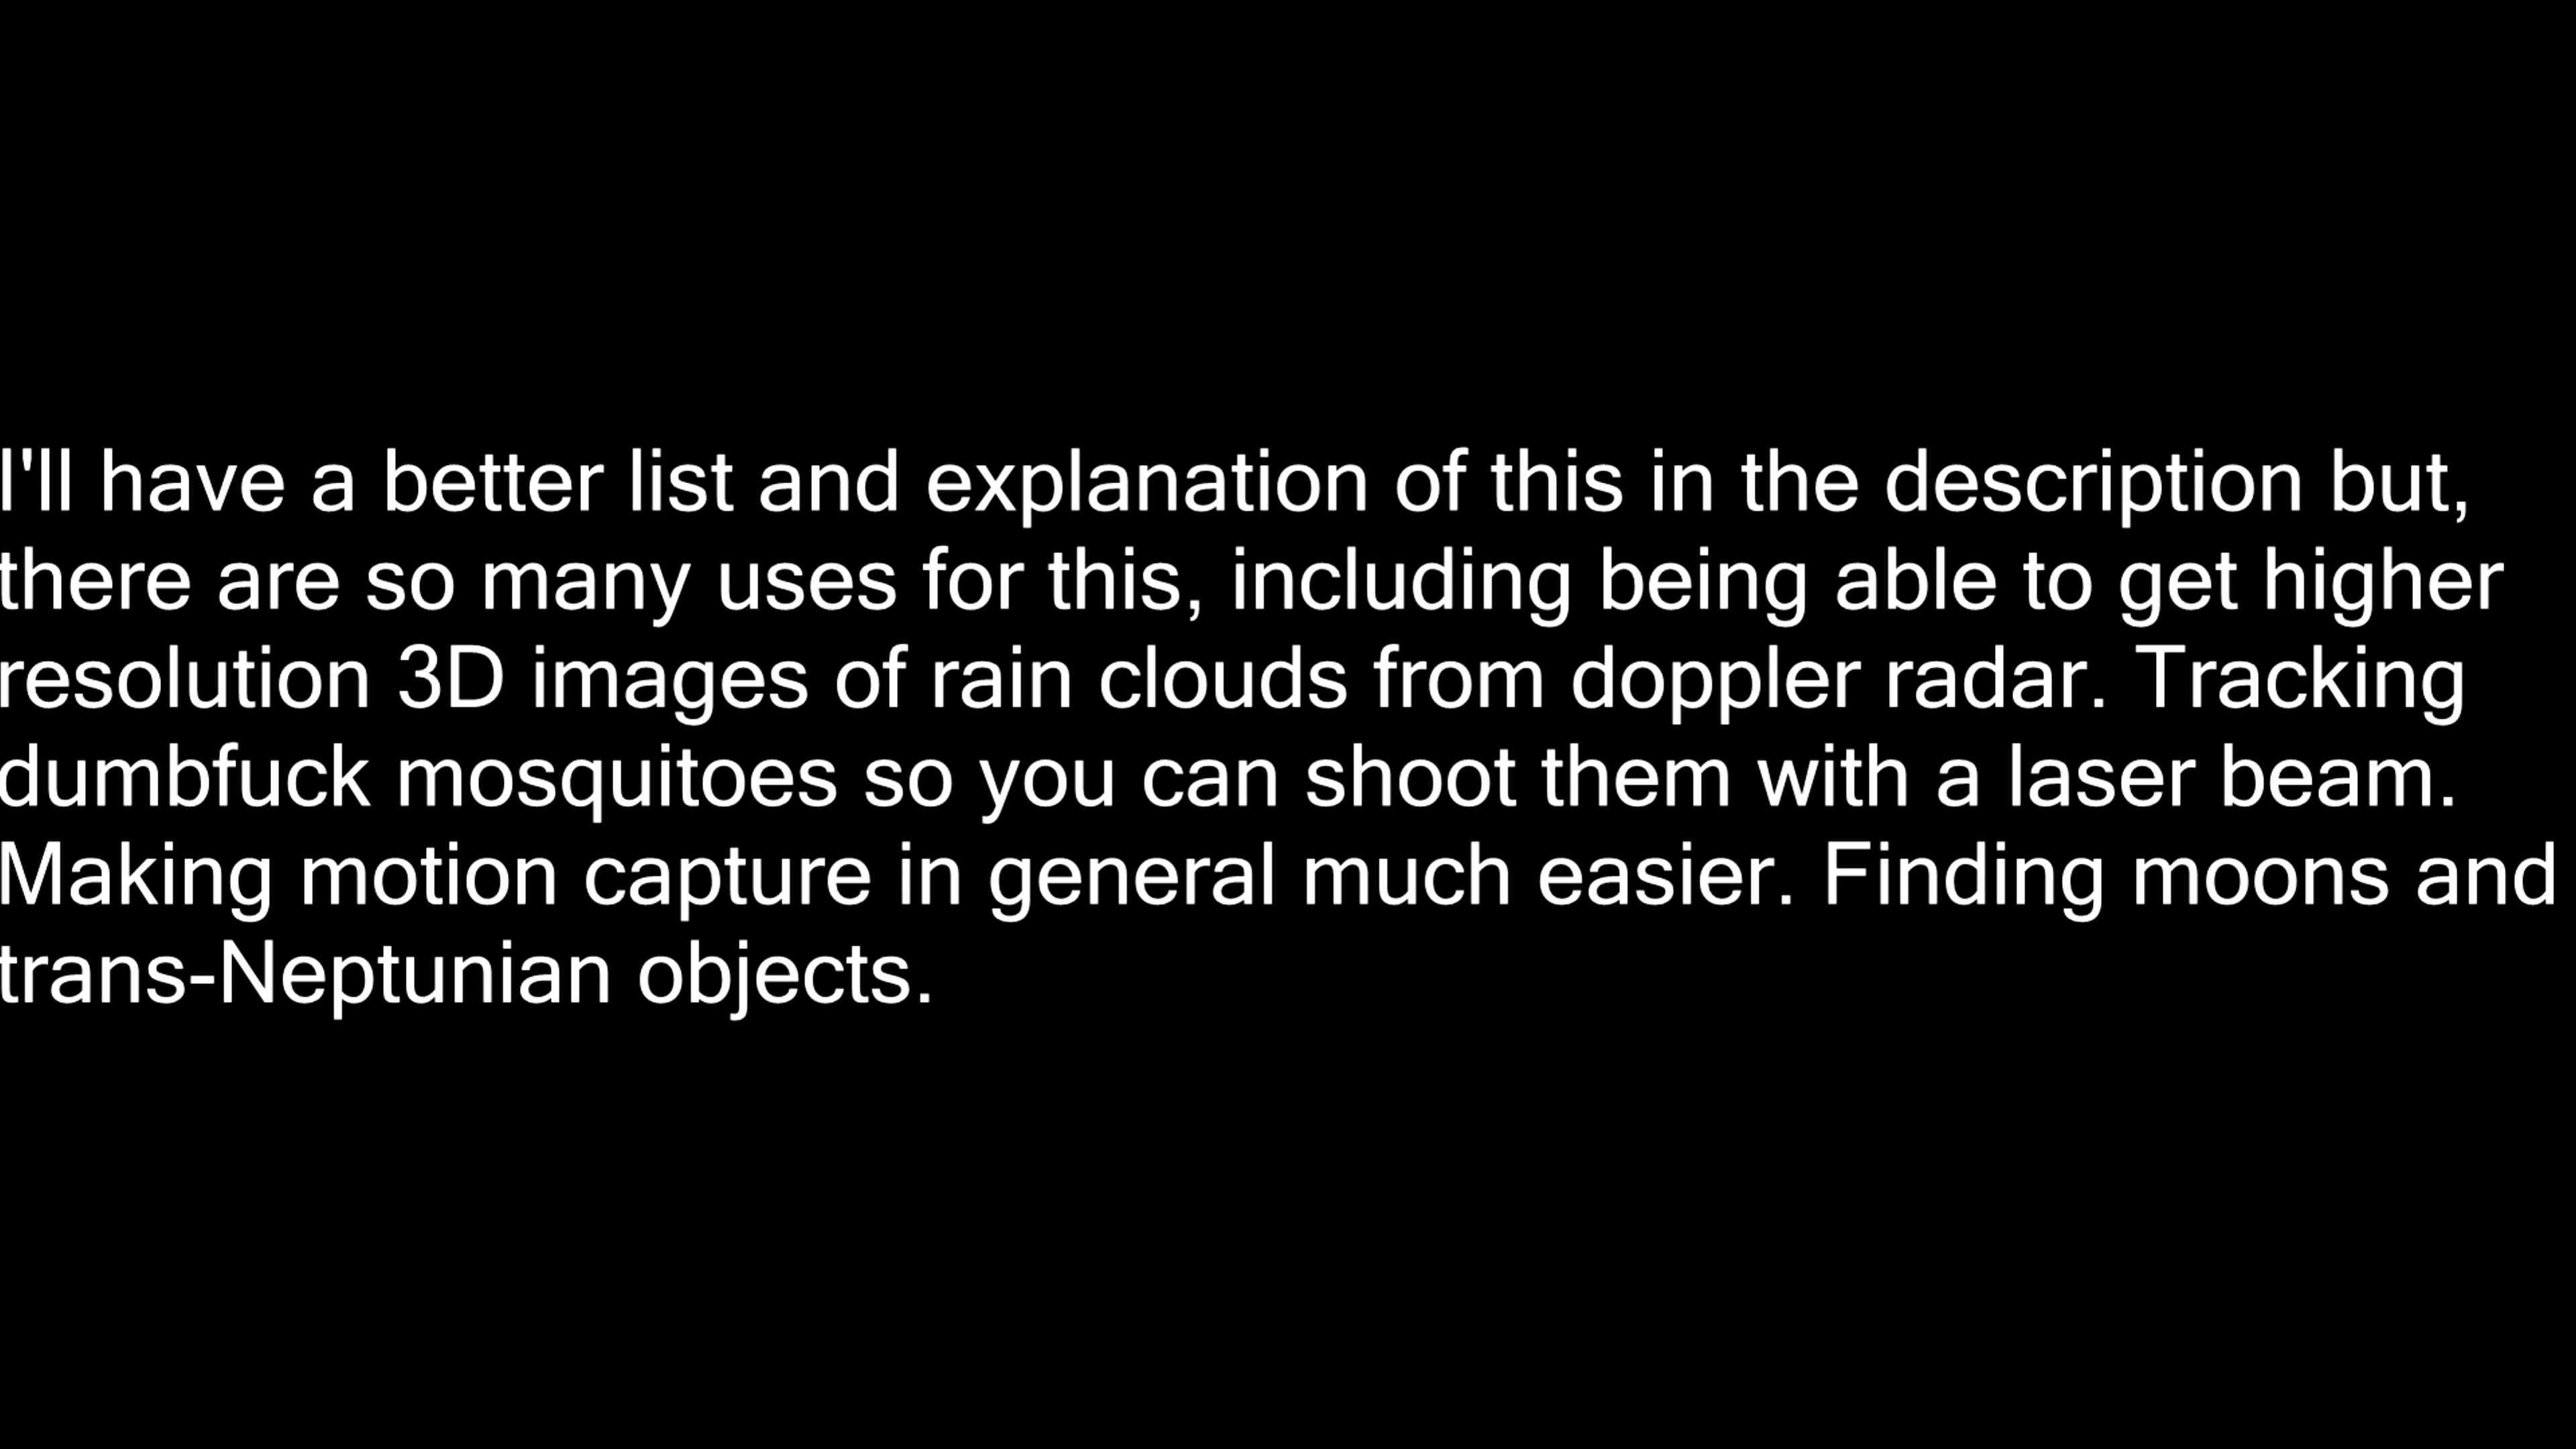 I'll have a better list and explanation of this in the description but,
there are so many uses for this, including being able to get higher
resolution 3D images of rain clouds from doppler radar. Tracking
dumbfuck mosquitoes so you can shoot them with a laser beam.
Making motion capture in general much easier. Finding moons and
trans-Neptunian objects.